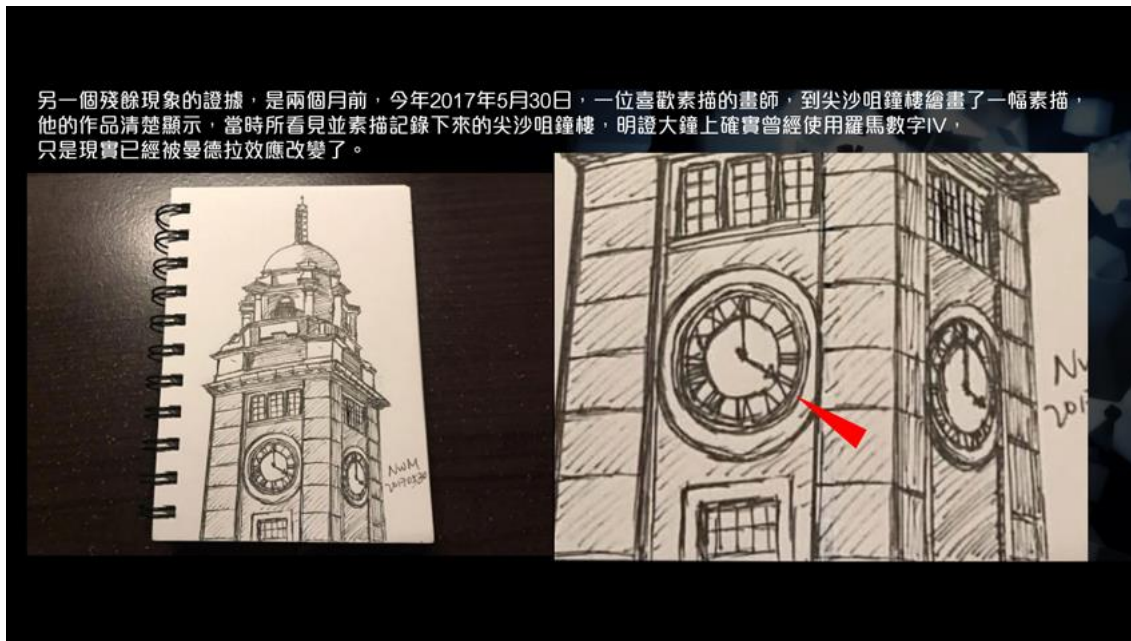 另一個殘餘現象的證據，是兩個月前，今年2017年5月30日，一位喜歡素描的畫師，到尖沙咀鐘樓繪畫了一幅素描，
他的作品清楚顯示，當時所看見並素描記錄下來的尖沙咀鐘樓，明證大鐘上確實曾經使用羅馬數字IV，
只是現實已經被曼德拉效應改變了。
NWM
20170530